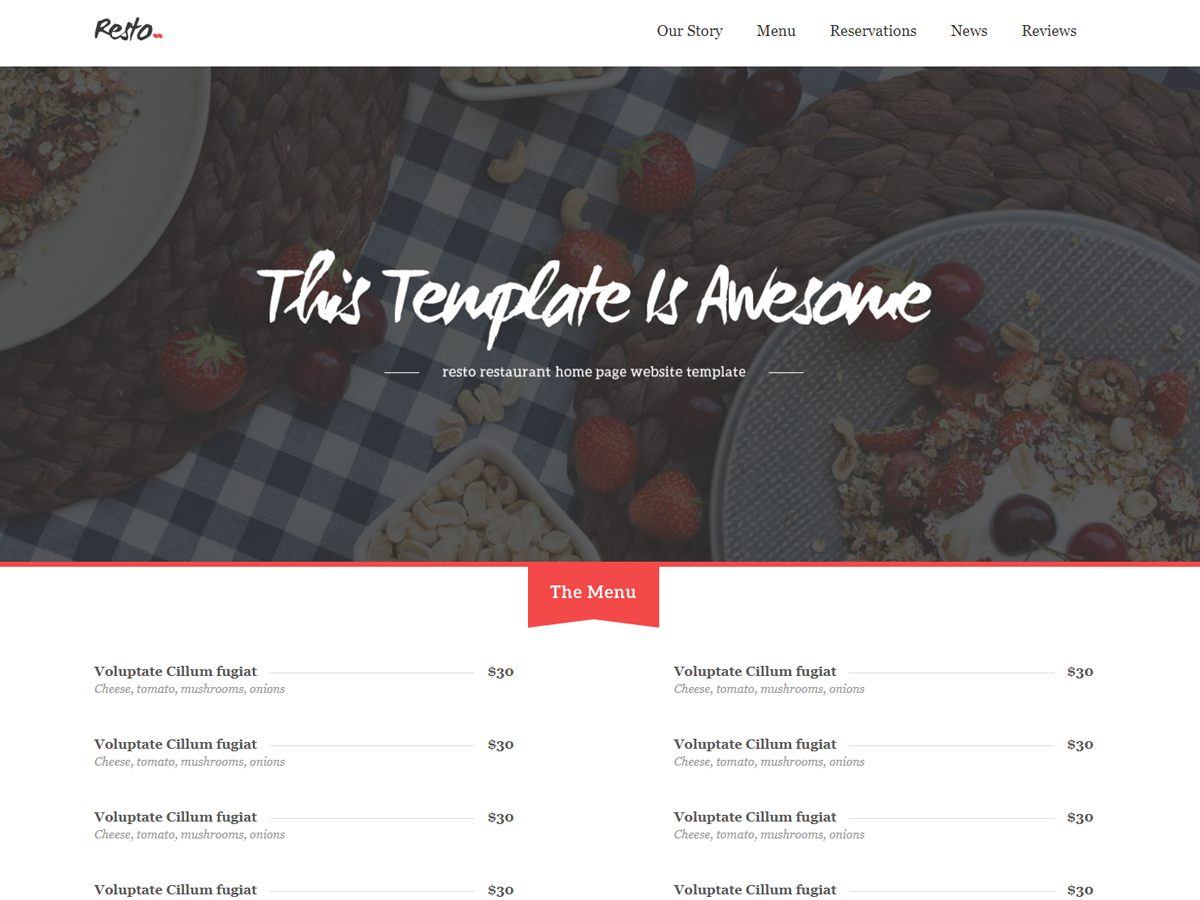 Resto
Our Story Menu Reservations News Reviews
This Template Is Awesome
resto restaurant home page website template
The Menu
Voluptate Cillum fugiat $30
Cheese, tomato, mushrooms, onions
Voluptate Cillum fugiat $30
Cheese, tomato, mushrooms, onions
Voluptate Cillum fugiat $30
Cheese, tomato, mushrooms, onions
Voluptate Cillum fugiat $30
Voluptate Cillum fugiat $30
Cheese, tomato, mushrooms, onions
Voluptate Cillum fugiat $30
Cheese, tomato, mushrooms, onions
Voluptate Cillum fugiat $30
Cheese, tomato, mushrooms, onions
Voluptate Cillum fugiat $30